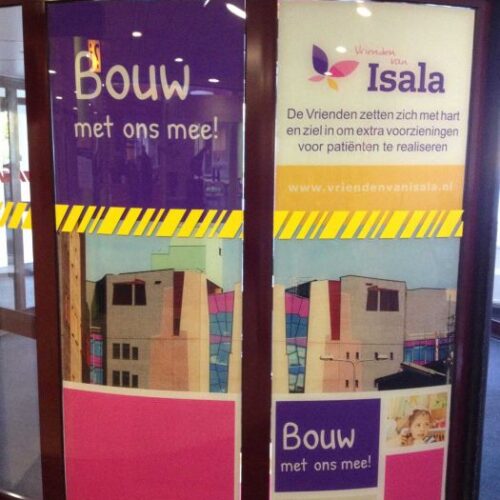 Bouw
met ons mee!
Vrienden
van
Isala
De Vrienden zetten zich met hart
en ziel in om extra voorzieningen
voor patiënten te realiseren
www.vriendenvanisala.nl
Bouw
met ons mee!